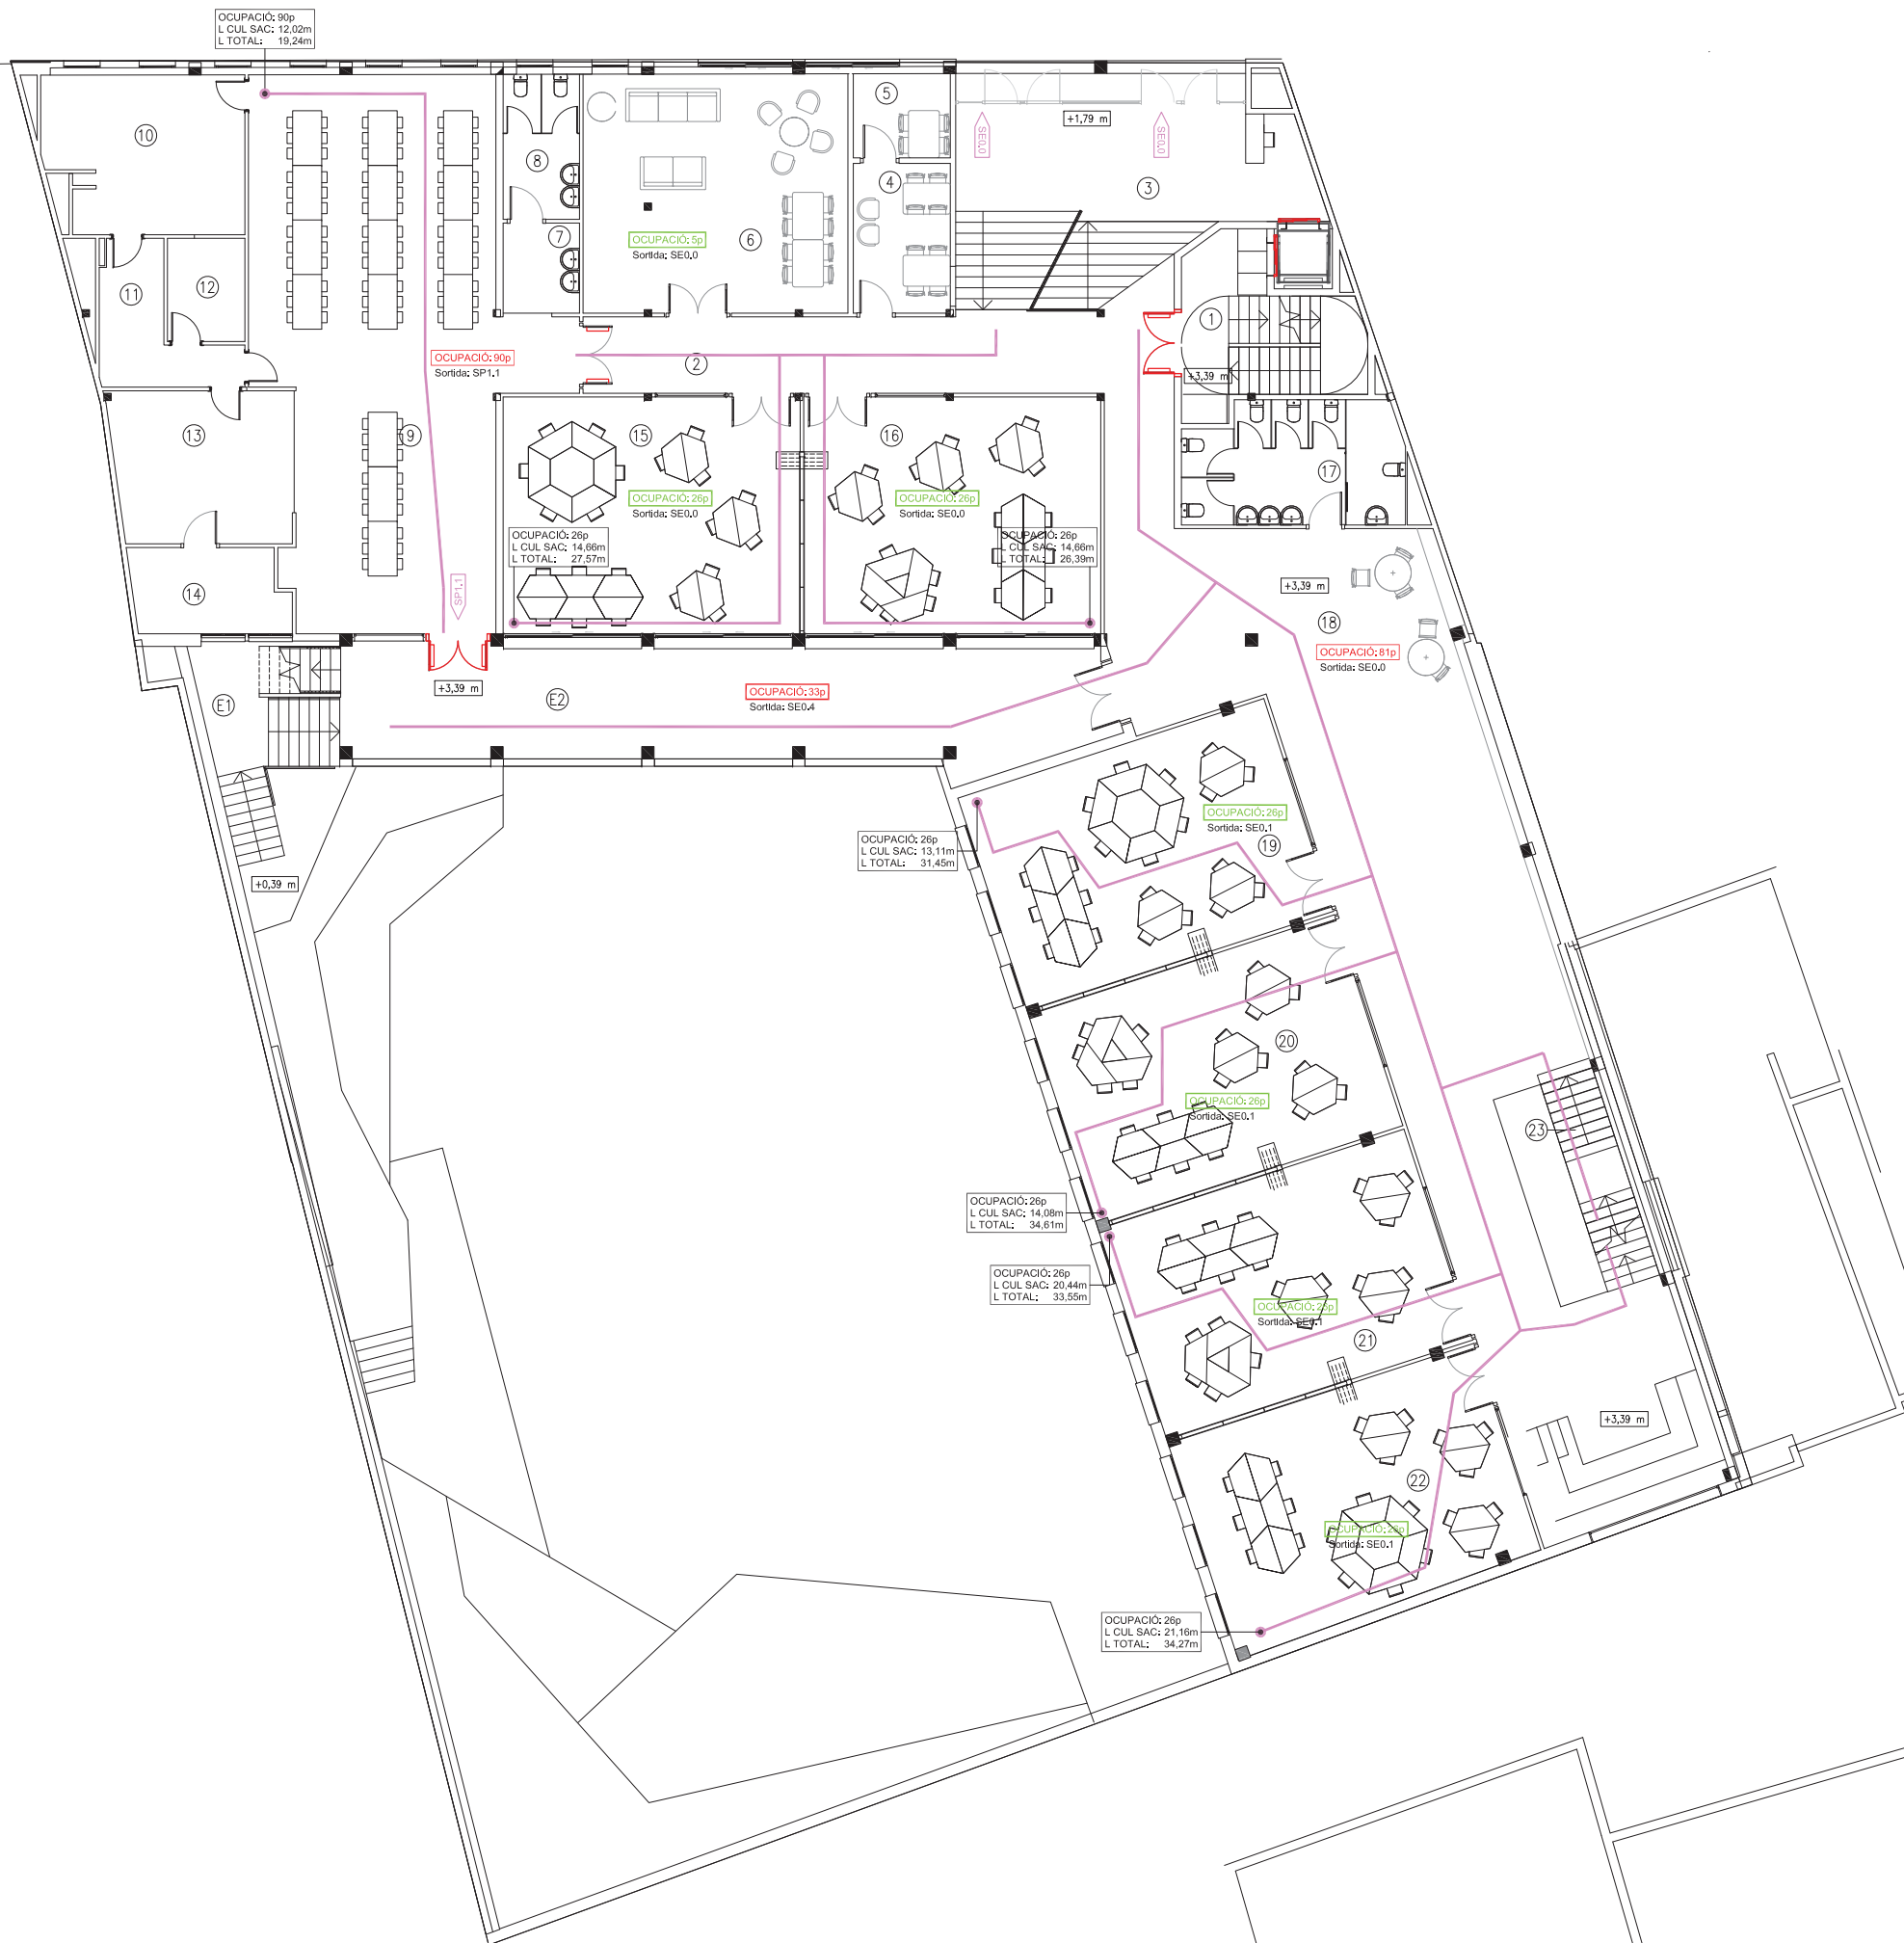 OCUPACIÓ: 90p
L CUL SAC: 12,02m
L TOTAL: 19,24m
5
10
+1,79 m
SE0.0
SE0.0
8
4
3
7
6
OCUPACIÓ: 5p
Sortida: SE0.0
11
12
1
OCUPACIÓ: 90p
Sortida: SP1.1
2
+3,39 m
13
9
15
16
17
OCUPACIÓ: 26p
Sortida: SE0.0
OCUPACIÓ: 26p
Sortida: SE0.0
OCUPACIÓ: 26p
L CUL SAC: 14,66m
L TOTAL: 27,57m
OCUPACIÓ: 26p
L CUL SAC: 14,66m
L TOTAL: 26,39m
14
SP1.1
+3,39 m
18
OCUPACIÓ: 81p
Sortida: SE0.0
E1
+3,39 m
E2
OCUPACIÓ: 33p
Sortida: SE0.4
OCUPACIÓ: 26p
Sortida: SE0.1
19
OCUPACIÓ: 26p
L CUL SAC: 13,11m
L TOTAL: 31,45m
+0,39 m
20
OCUPACIÓ: 26p
Sortida: SE0.1
23
OCUPACIÓ: 26p
L CUL SAC: 14,08m
L TOTAL: 34,61m
OCUPACIÓ: 26p
L CUL SAC: 20,44m
L TOTAL: 33,55m
OCUPACIÓ: 26p
Sortida: SE0.1
21
+3,39 m
22
OCUPACIÓ: 26p
Sortida: SE0.1
OCUPACIÓ: 26p
L CUL SAC: 21,16m
L TOTAL: 34,27m